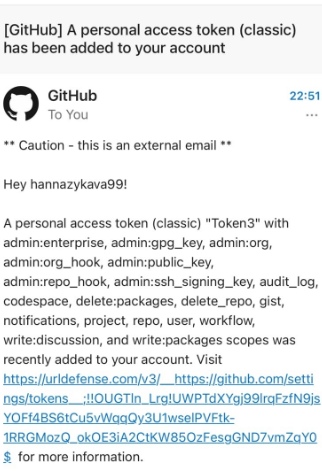 [GitHub] A personal access token (classic)
has been added to your account
GitHub
22:51
To You
...
** Caution - this is an external email **
Hey hannazykava99!
A personal access token (classic) "Token3" with
admin:enterprise, admin:gpg_key, admin:org,
admin:org_hook, admin:public_key,
admin:repo_hook, admin:ssh_signing_key, audit_log,
codespace, delete:packages, delete_repo, gist,
notifications, project, repo, user, workflow,
write:discussion, and write:packages scopes was
recently added to your account. Visit
https://urldefense.com/v3/__https://github.com/setti
ngs/tokens__;!!OUGTln_Lrg!UWPTdXYgj99lrqFzfN9js
YOFf4BS6tCu5vWqqQy3U1wselPVFtk-
1RRGMozQ_okOE3iA2CtKW85OzFesgGND7vmZqY0
$ for more information.